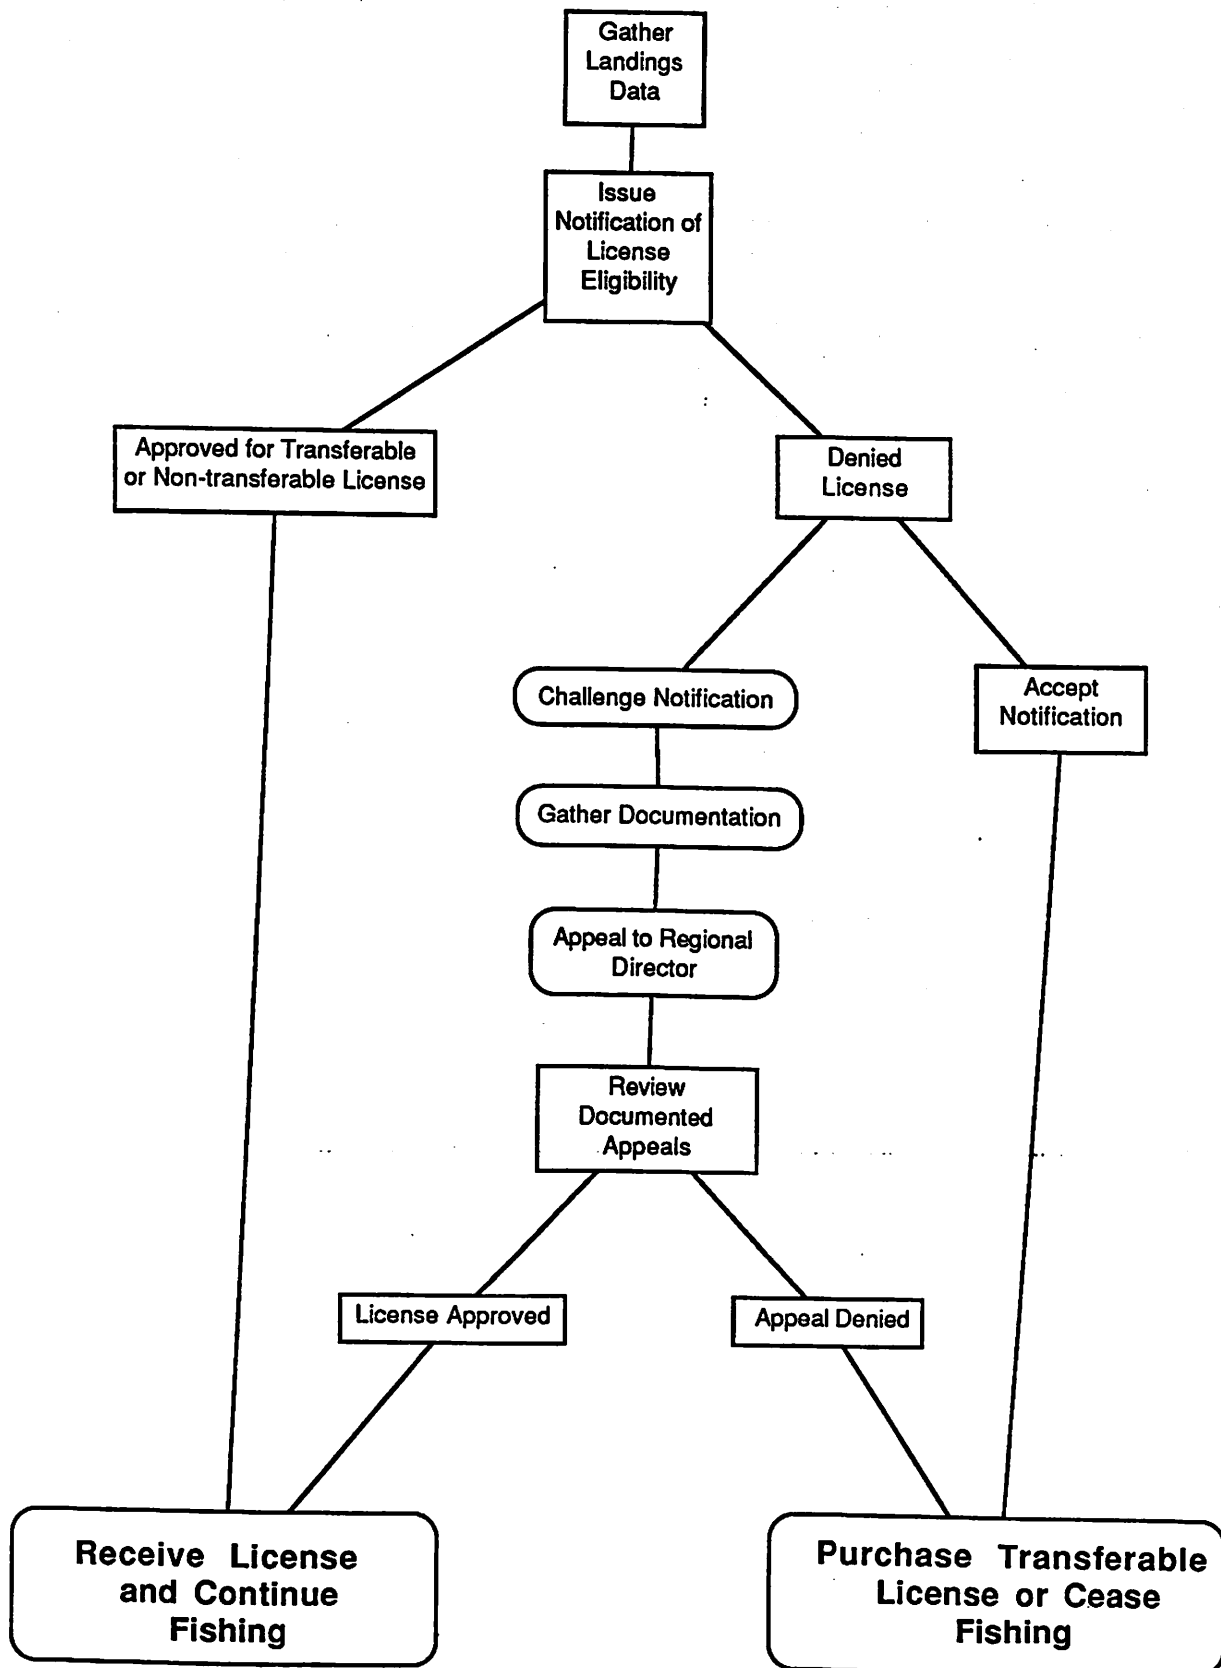 Gather
Landings
Data
Issue
Notification of
License
Eligibility
Approved for Transferable
or Non-transferable License
Denied
License
Challenge Notification
Accept
Notification
Gather Documentation
Appeal to Regional
Director
Review
Documented
Appeals
License Approved
Appeal Denied
Receive License
and Continue
Fishing
Purchase Transferable
License or Cease
Fishing